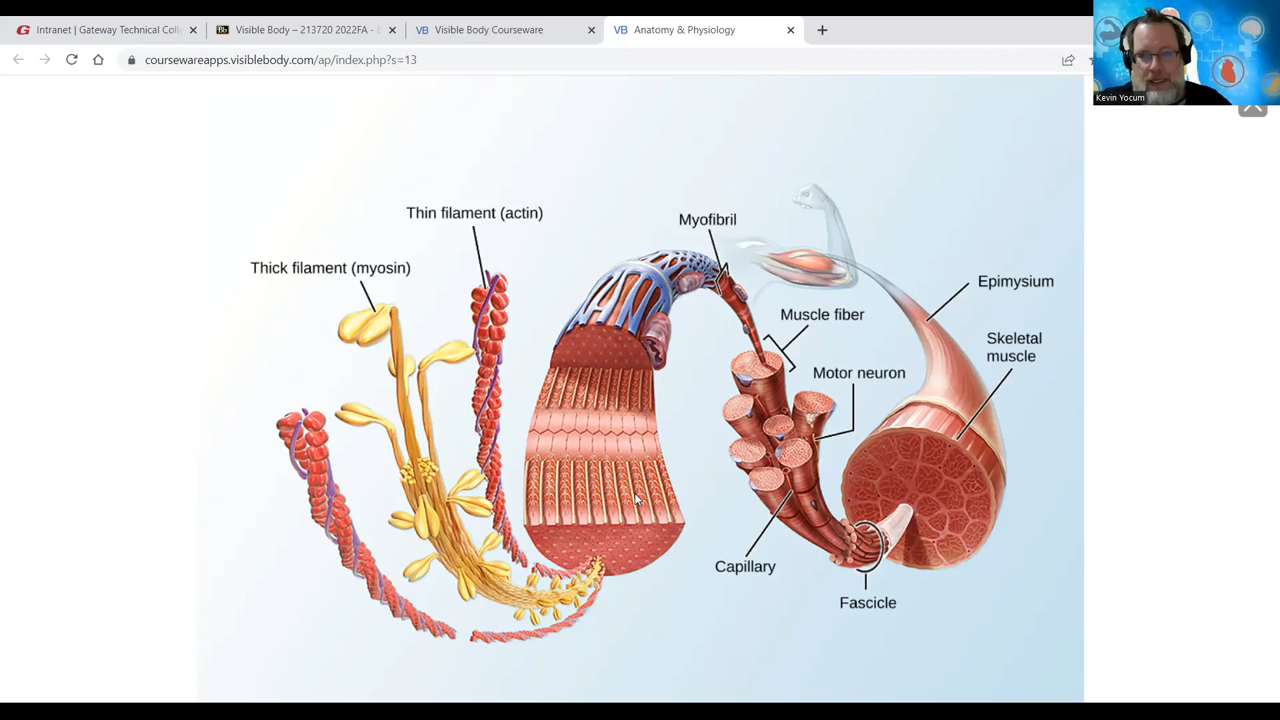 Intranet | Gateway Technical Coll
Visible Body – 213720 2022FA -
Visible Body Courseware
Anatomy & Physiology
coursewareapps.visiblebody.com/ap/index.php?s=13
Kevin Yocum
Thin filament (actin)
Myofibril
Thick filament (myosin)
Epimysium
Muscle fiber
Skeletal
muscle
Motor neuron
Capillary
Fascicle